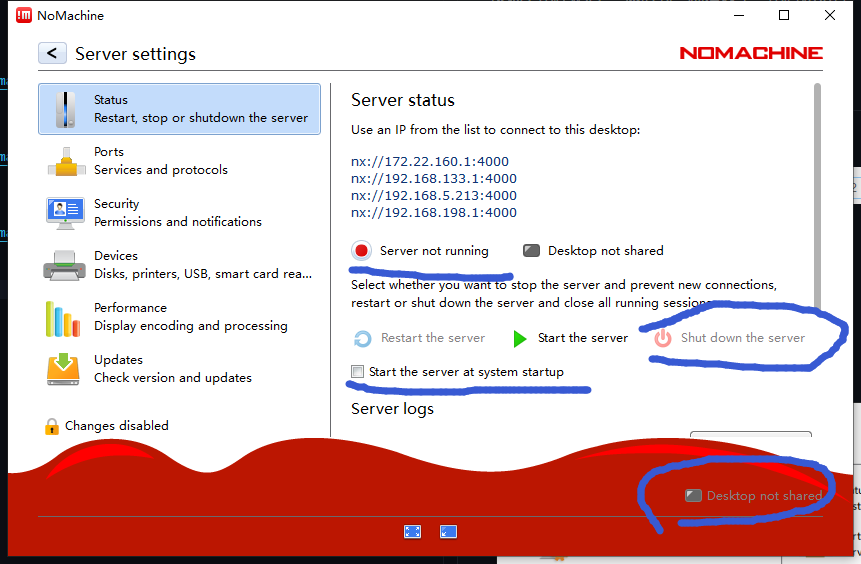 NoMachine
Server settings
NOMACHINE
Status
Restart, stop or shutdown the server
Ports
Services and protocols
Security
Permissions and notifications
Devices
Disks, printers, USB, smart card rea...
Performance
Display encoding and processing
Updates
Check version and updates
Changes disabled
Server status
Use an IP from the list to connect to this desktop:
nx://172.22.160.1:4000
nx://192.168.133.1:4000
nx://192.168.5.213:4000
nx://192.168.198.1:4000
Server not running
Desktop not shared
Select whether you want to stop the server and prevent new connections,
restart or shut down the server and close all running sessions.
Restart the server
Start the server
Shut down the server
Start the server at system startup
Server logs
Desktop not shared